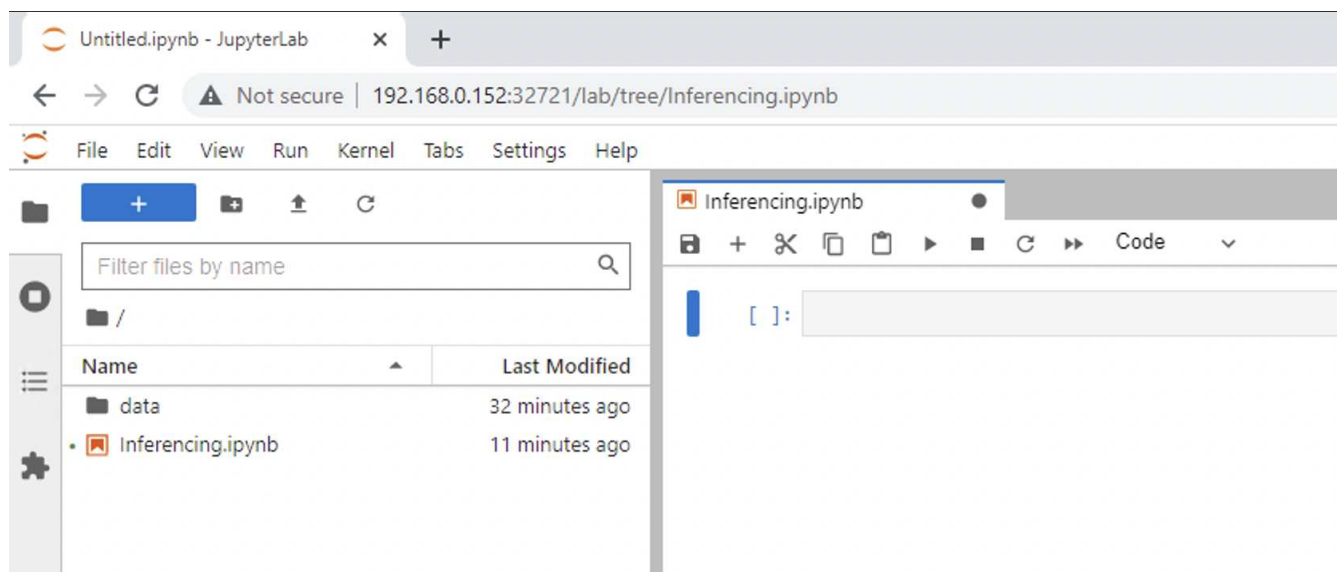 Untitled.ipynb - JupyterLab
Not secure | 192.168.0.152:32721/lab/tree/Inferencing.ipynb
File Edit View Run Kernel Tabs Settings Help
Inferencing.ipynb
Code
Filter files by name
/
[ ]:
Name Last Modified
data 32 minutes ago
Inferencing.ipynb 11 minutes ago